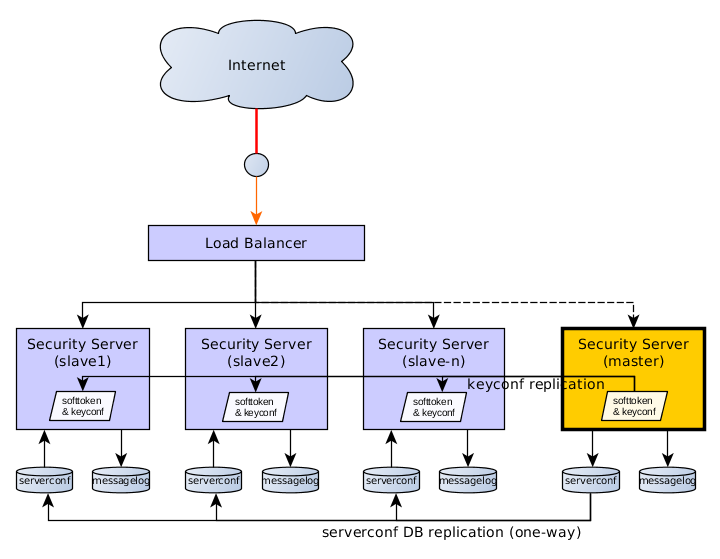 Internet
Load Balancer
Security Server
(slave1)
Security Server
(slave2)
Security Server
(slave-n)
Security Server
(master)
keyconf replication
softtoken
& keyconf
softtoken
& keyconf
softtoken
& keyconf
softtoken
& keyconf
serverconf
messagelog
serverconf
messagelog
serverconf
messagelog
serverconf
messagelog
serverconf DB replication (one-way)